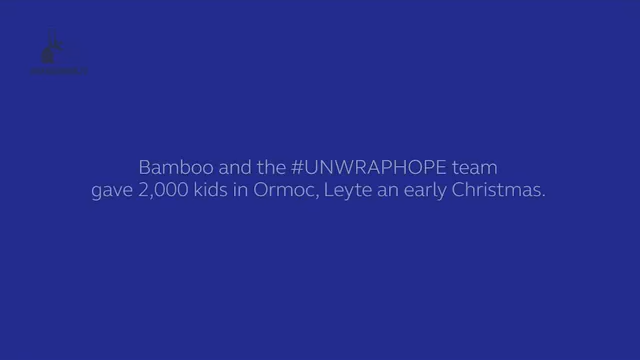 Bamboo and the #UNWRAPHOPE team
gave 2,000 kids in Ormoc, Leyte an early Christmas.